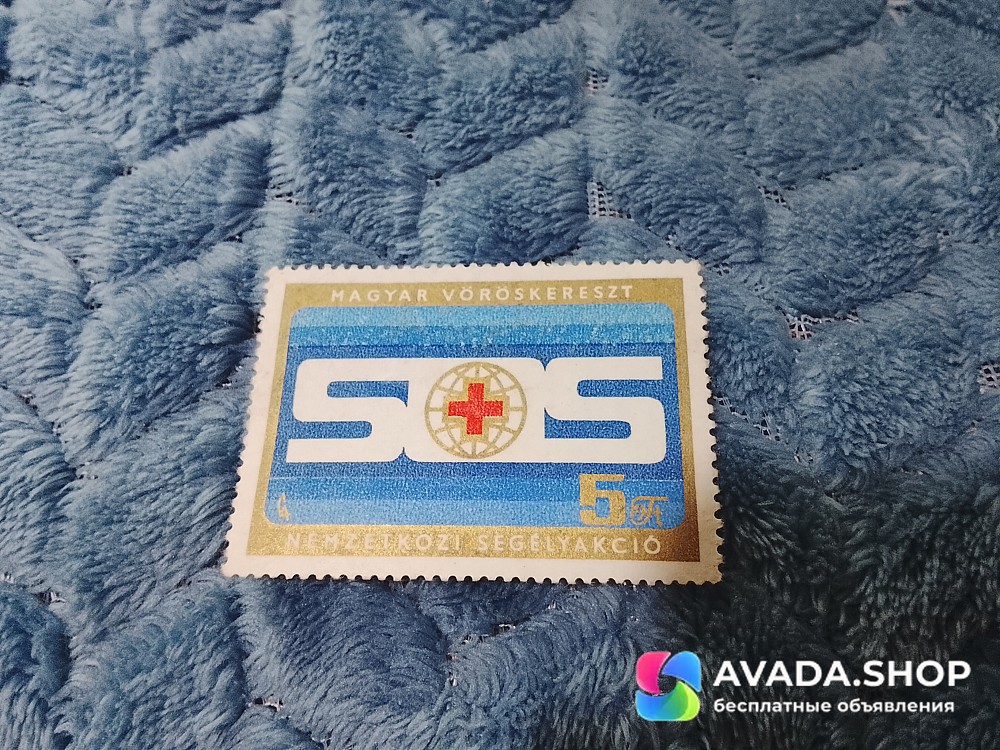 MAGYAR VÖRÖSKERESZT
SOS
5 Ft
NEMZETKÖZI SEGÉLYAKCIÓ
AVADA.SHOP
бесплатные объявления